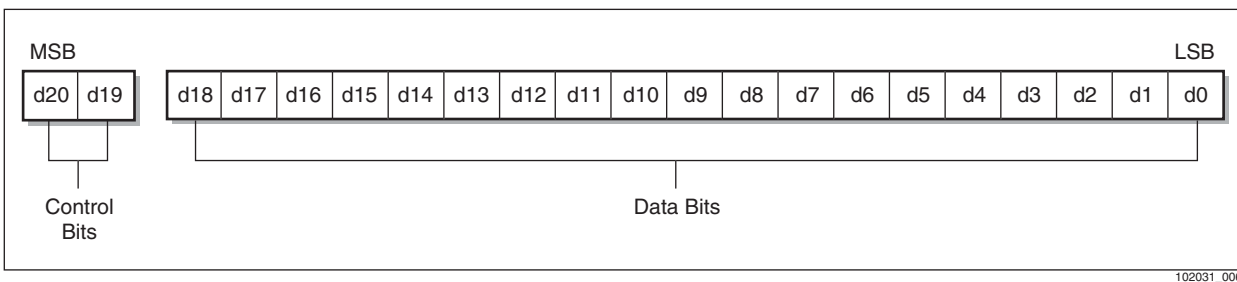 MSB LSB
d20 d19 d18 d17 d16 d15 d14 d13 d12 d11 d10 d9 d8 d7 d6 d5 d4 d3 d2 d1 d0
Control Data Bits
Bits